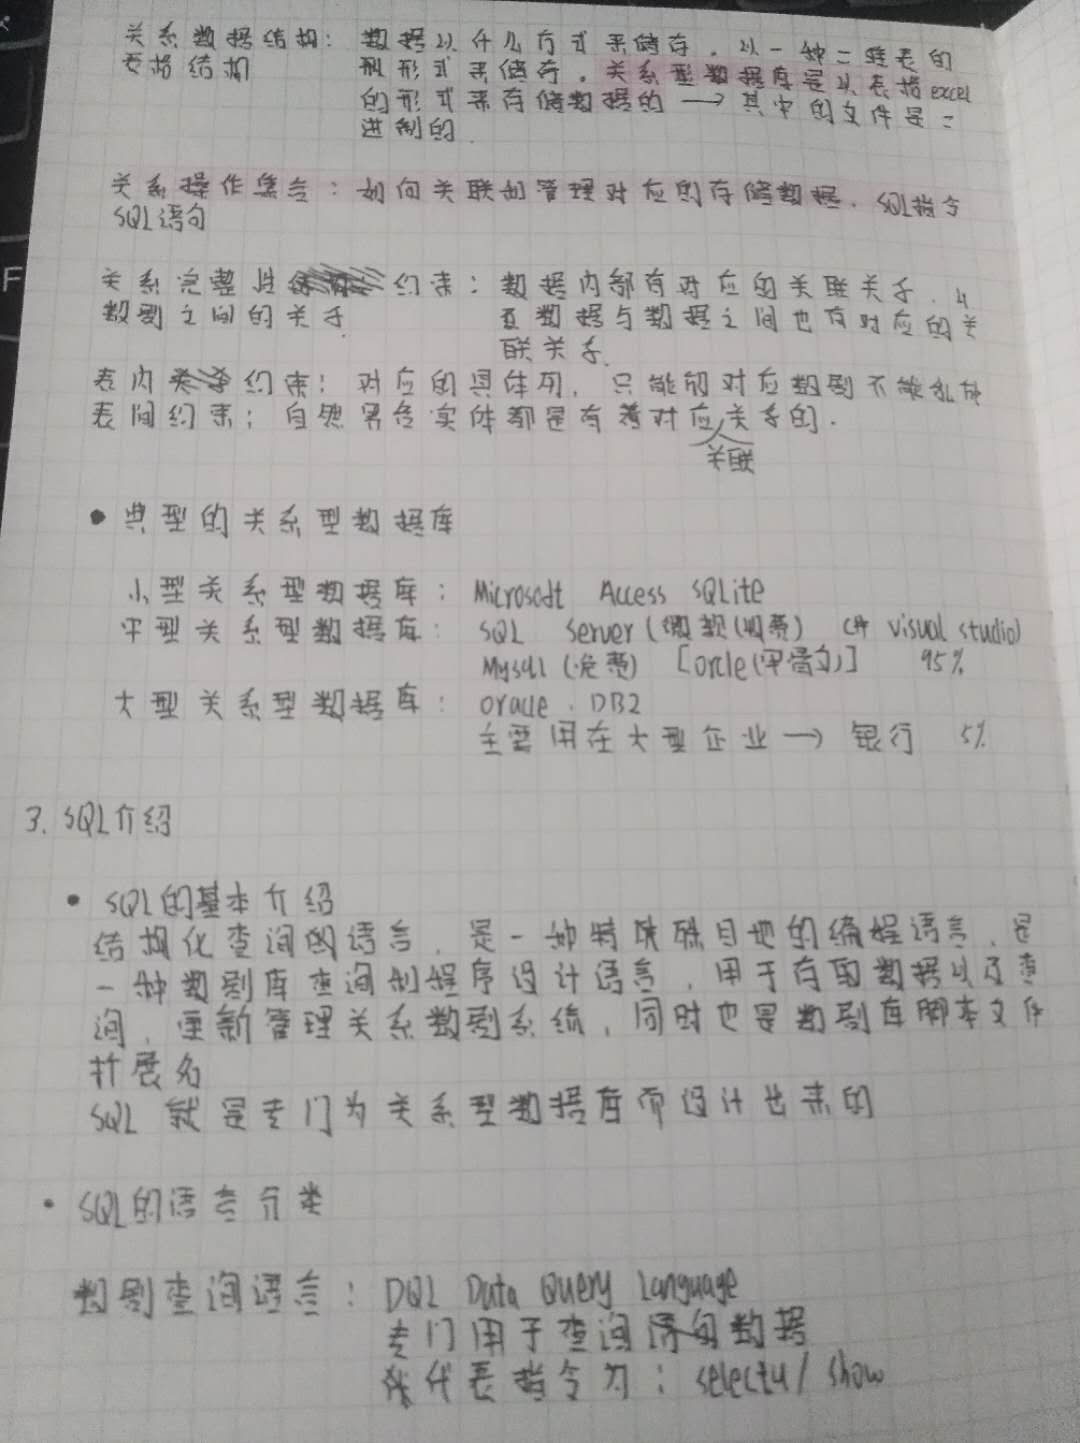 关系数据结构：数据以什么方式来储存，以一种二维表的
表格结构 形式来储存。关系型数据库是以表格excel
的形式来存储数据的 → 其中的文件是二
进制的.
关系操作集合：如何关联如管理对应的存储数据. SQL指令
SQL语句
关系完整性 约束：数据内部有对应的关联关系，
数剧之间的关系 数据与数据之间也有对应的关
联关系.
表内 约束：对应的具体列，只能的对应数剧不能乱放
表间约束：自然界各实体都是有着对应关系的.
关联
• 典型的关系型数据库
小型关系型数据库：Microsodt Access SQLite
中型关系型数据库：SQL Server (微软(收费) C# visual studio)
Mysql (免费) [orcle(甲骨文)] 95%
大型关系型数据库：oracle . DB2
主要用在大型企业 → 银行 5%
3. SQL介绍
• SQL的基本介绍
结构化查询的语言，是一种特殊殊目地的编程语言，是
一种数剧库查询和程序设计语言，用于存取数据以及查
询，更新管理关系数剧系统，同时也是数剧库脚本文件
扩展名
SQL 就是专门为关系型数据库而设计出来的
• SQL的语言分类
数剧查询语言：DQL Data Query Language
专门用于查询 数据
代表指令为：selectu / show